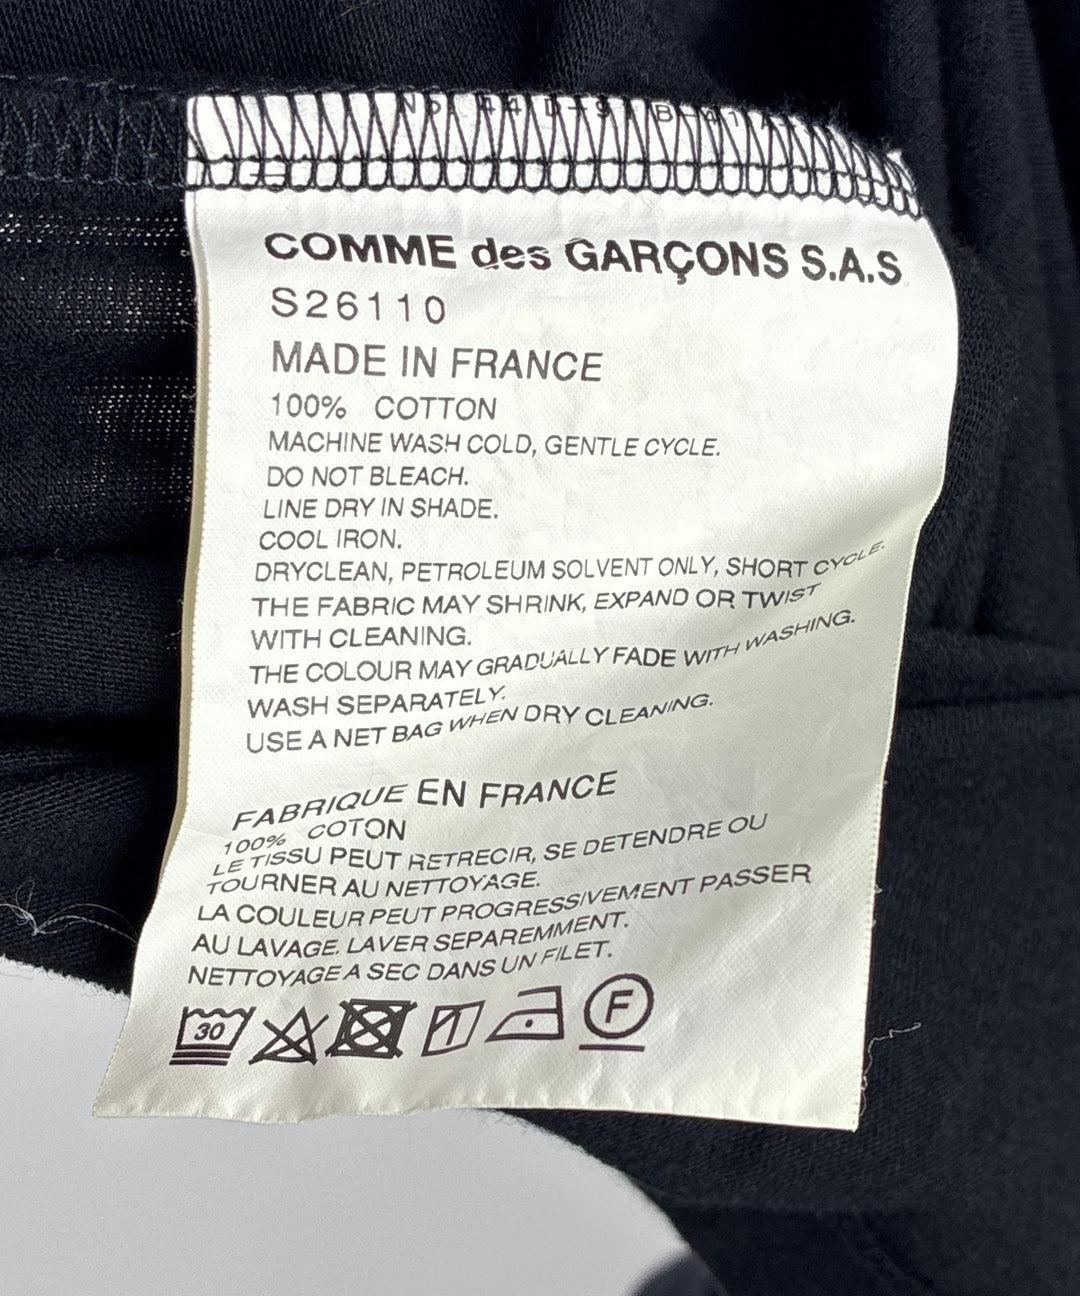 COMME des GARÇONS S.A.S
S26110
MADE IN FRANCE
100% COTTON
MACHINE WASH COLD, GENTLE CYCLE.
DO NOT BLEACH.
LINE DRY IN SHADE.
COOL IRON.
DRYCLEAN, PETROLEUM SOLVENT ONLY, SHORT CYCLE.
THE FABRIC MAY SHRINK, EXPAND OR TWIST
WITH CLEANING.
THE COLOUR MAY GRADUALLY FADE WITH WASHING.
WASH SEPARATELY.
USE A NET BAG WHEN DRY CLEANING.
FABRIQUE EN FRANCE
100% COTON
LE TISSU PEUT RETRECIR, SE DETENDRE OU
TOURNER AU NETTOYAGE.
LA COULEUR PEUT PROGRESSIVEMENT PASSER
AU LAVAGE. LAVER SEPAREMMENT.
NETTOYAGE A SEC DANS UN FILET.
30 F